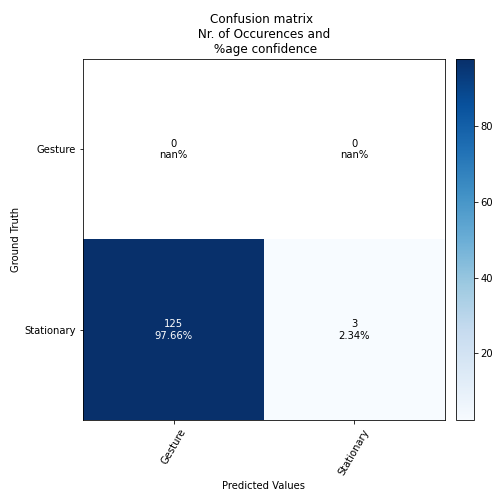 Confusion matrix
Nr. of Occurences and
%age confidence
Ground Truth
Gesture
0
nan%
0
nan%
Stationary
125
97.66%
3
2.34%
Gesture
Stationary
Predicted Values
80
60
40
20